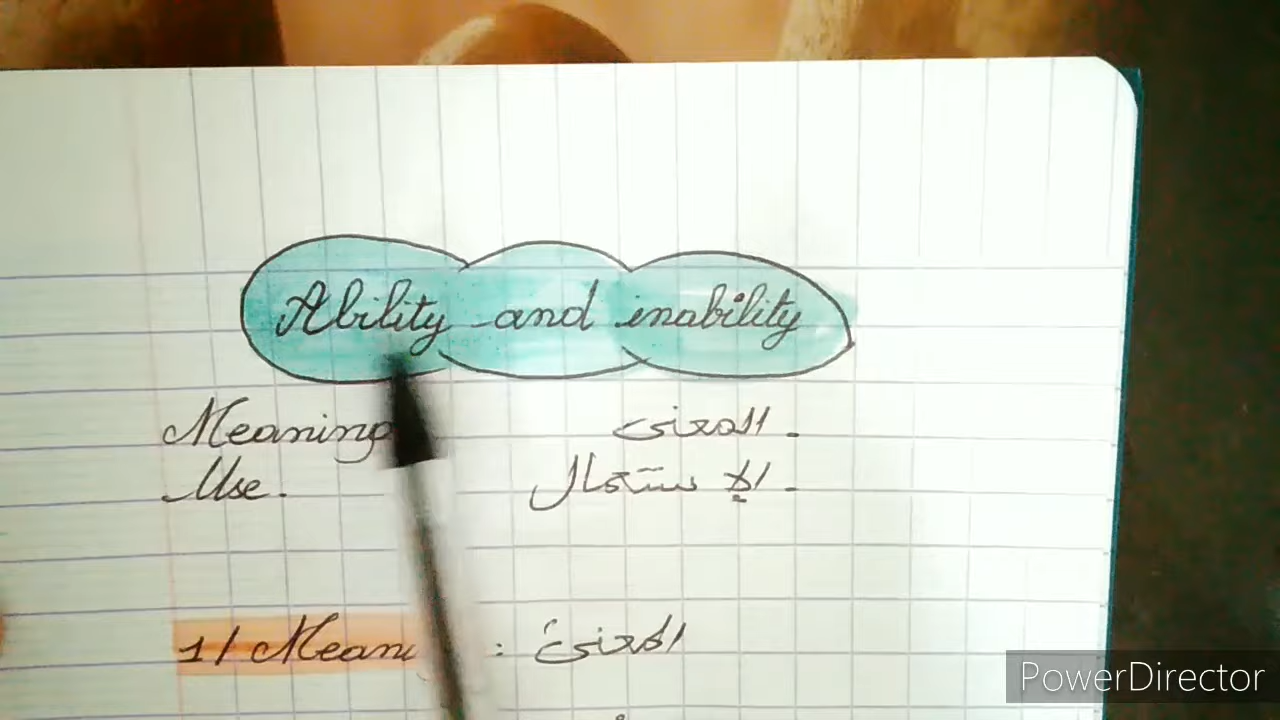 Ability and inability
Meaning المعنى -
Use. الإستعمال -
1/ Mean : المعنى
PowerDirector